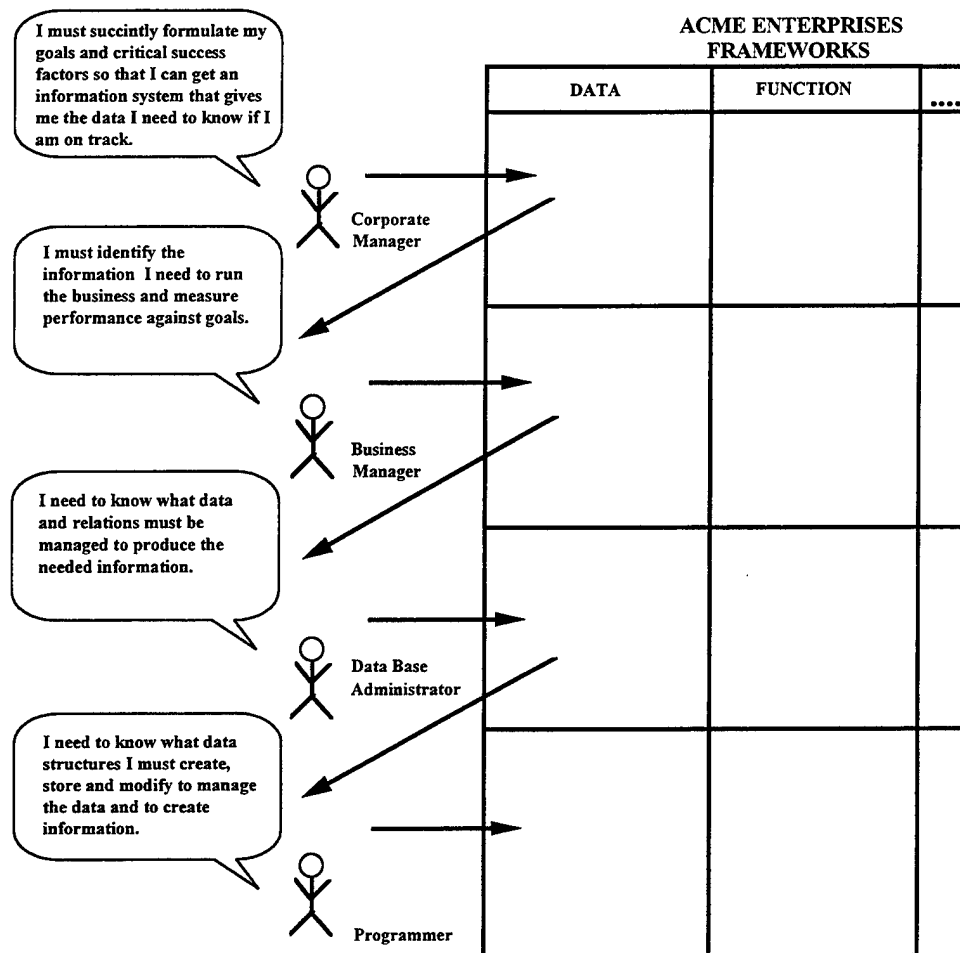 I must succintly formulate my
goals and critical success
factors so that I can get an
information system that gives
me the data I need to know if I
am on track.
ACME ENTERPRISES
FRAMEWORKS
DATA
FUNCTION
....
Corporate
Manager
I must identify the
information I need to run
the business and measure
performance against goals.
Business
Manager
I need to know what data
and relations must be
managed to produce the
needed information.
Data Base
Administrator
I need to know what data
structures I must create,
store and modify to manage
the data and to create
information.
Programmer